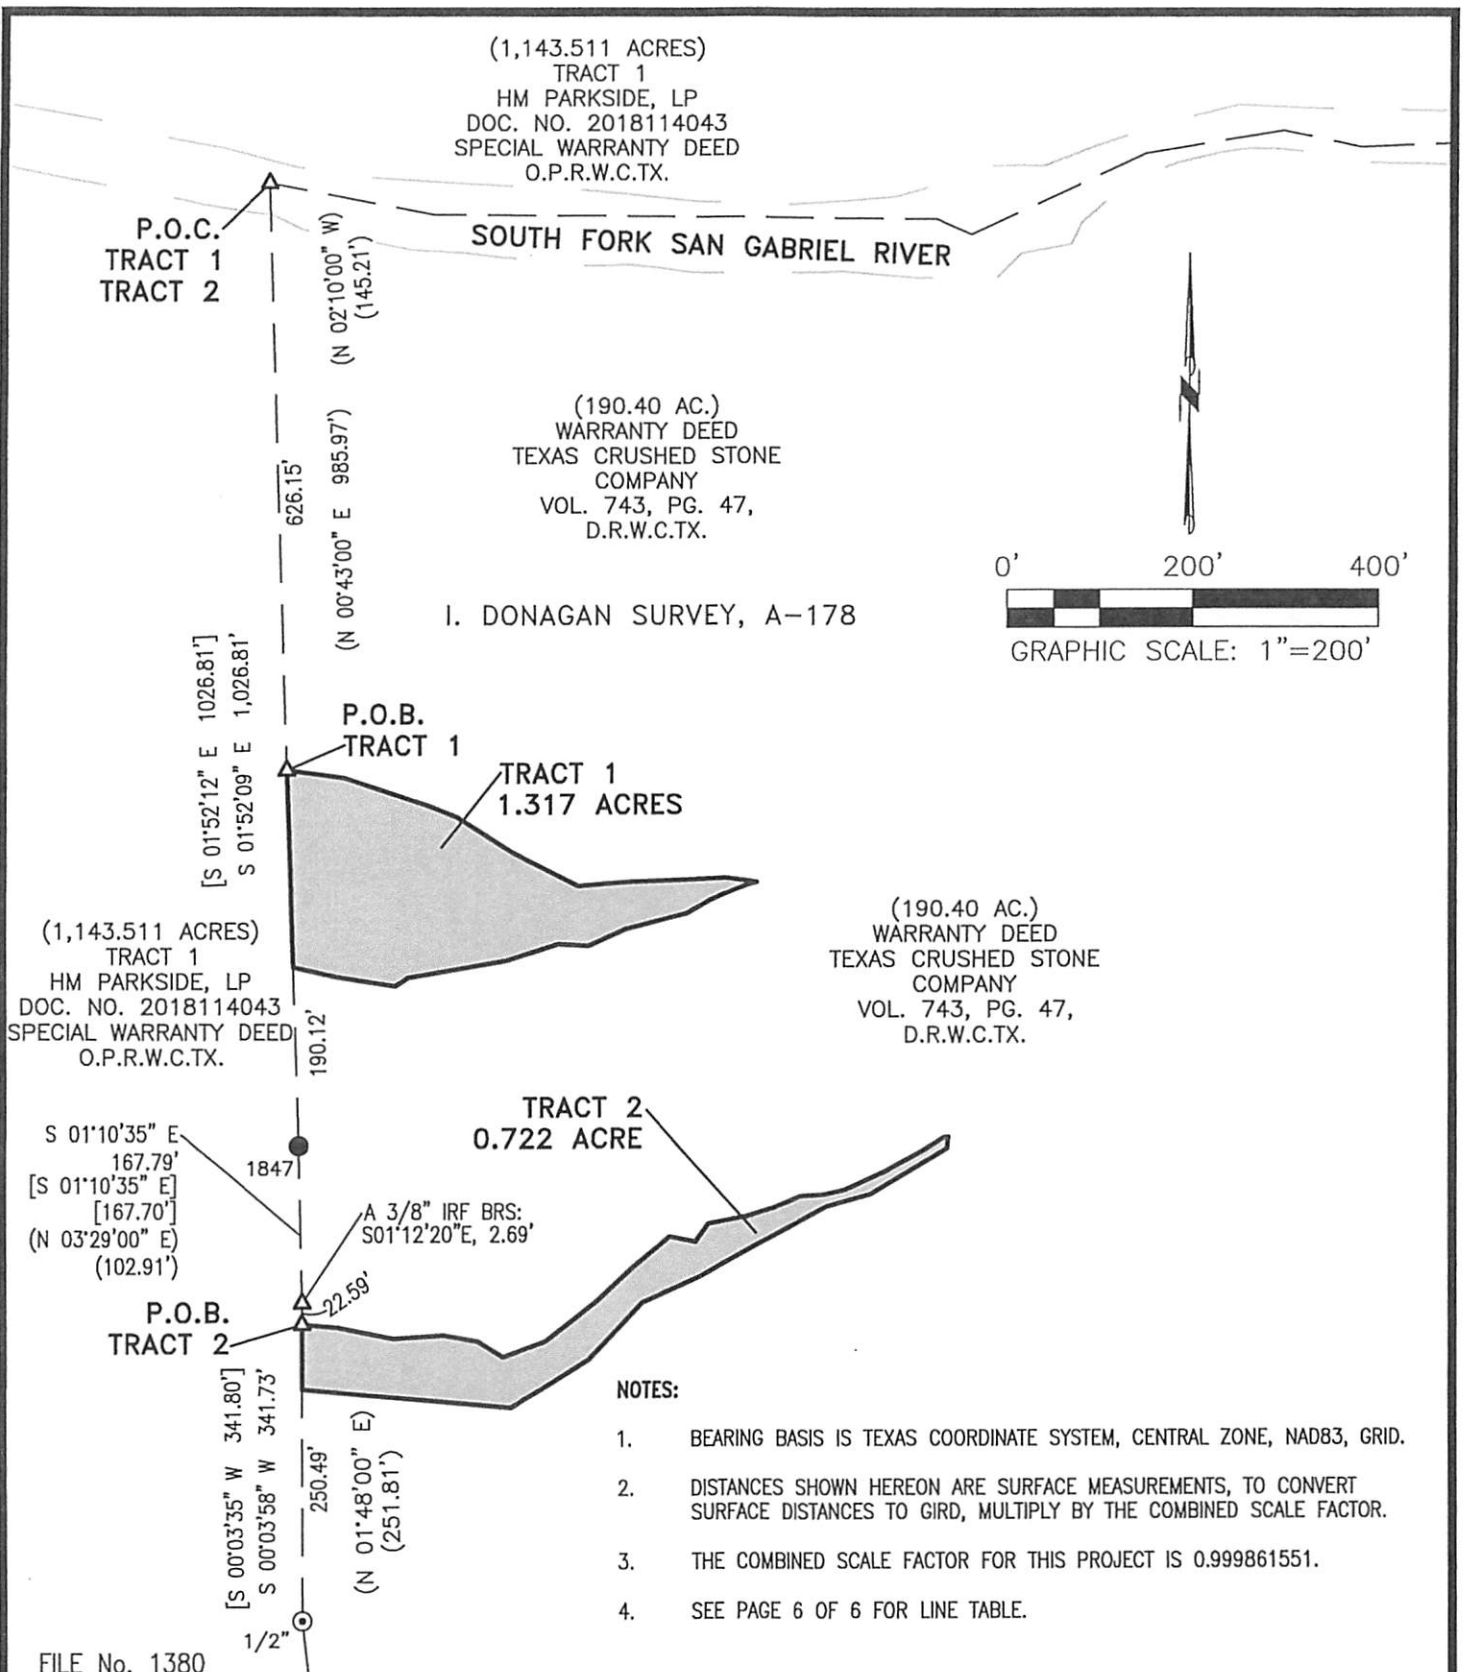 (1,143.511 ACRES)
TRACT 1
HM PARKSIDE, LP
DOC. NO. 2018114043
SPECIAL WARRANTY DEED
O.P.R.W.C.TX.
P.O.C.
TRACT 1
TRACT 2
(N 02°10'00" W)
(145.21')
SOUTH FORK SAN GABRIEL RIVER
626.15'
(N 00°43'00" E 985.97')
(190.40 AC.)
WARRANTY DEED
TEXAS CRUSHED STONE
COMPANY
VOL. 743, PG. 47,
D.R.W.C.TX.
N
0' 200' 400'
GRAPHIC SCALE: 1"=200'
I. DONAGAN SURVEY, A-178
[S 01°52'12" E 1026.81']
S 01°52'09" E 1,026.81'
P.O.B.
TRACT 1
TRACT 1
1.317 ACRES
(1,143.511 ACRES)
TRACT 1
HM PARKSIDE, LP
DOC. NO. 2018114043
SPECIAL WARRANTY DEED
O.P.R.W.C.TX.
190.12'
(190.40 AC.)
WARRANTY DEED
TEXAS CRUSHED STONE
COMPANY
VOL. 743, PG. 47,
D.R.W.C.TX.
TRACT 2
0.722 ACRE
S 01°10'35" E
167.79'
[S 01°10'35" E]
[167.70']
(N 03°29'00" E)
(102.91')
1847
A 3/8" IRF BRS:
S01°12'20"E, 2.69'
22.59'
P.O.B.
TRACT 2
[S 00°03'35" W 341.80']
S 00°03'58" W 341.73'
250.49'
(N 01°48'00" E)
(251.81')
1/2"
NOTES:
1. BEARING BASIS IS TEXAS COORDINATE SYSTEM, CENTRAL ZONE, NAD83, GRID.
2. DISTANCES SHOWN HEREON ARE SURFACE MEASUREMENTS, TO CONVERT
SURFACE DISTANCES TO GIRD, MULTIPLY BY THE COMBINED SCALE FACTOR.
3. THE COMBINED SCALE FACTOR FOR THIS PROJECT IS 0.999861551.
4. SEE PAGE 6 OF 6 FOR LINE TABLE.
FILE No. 1380